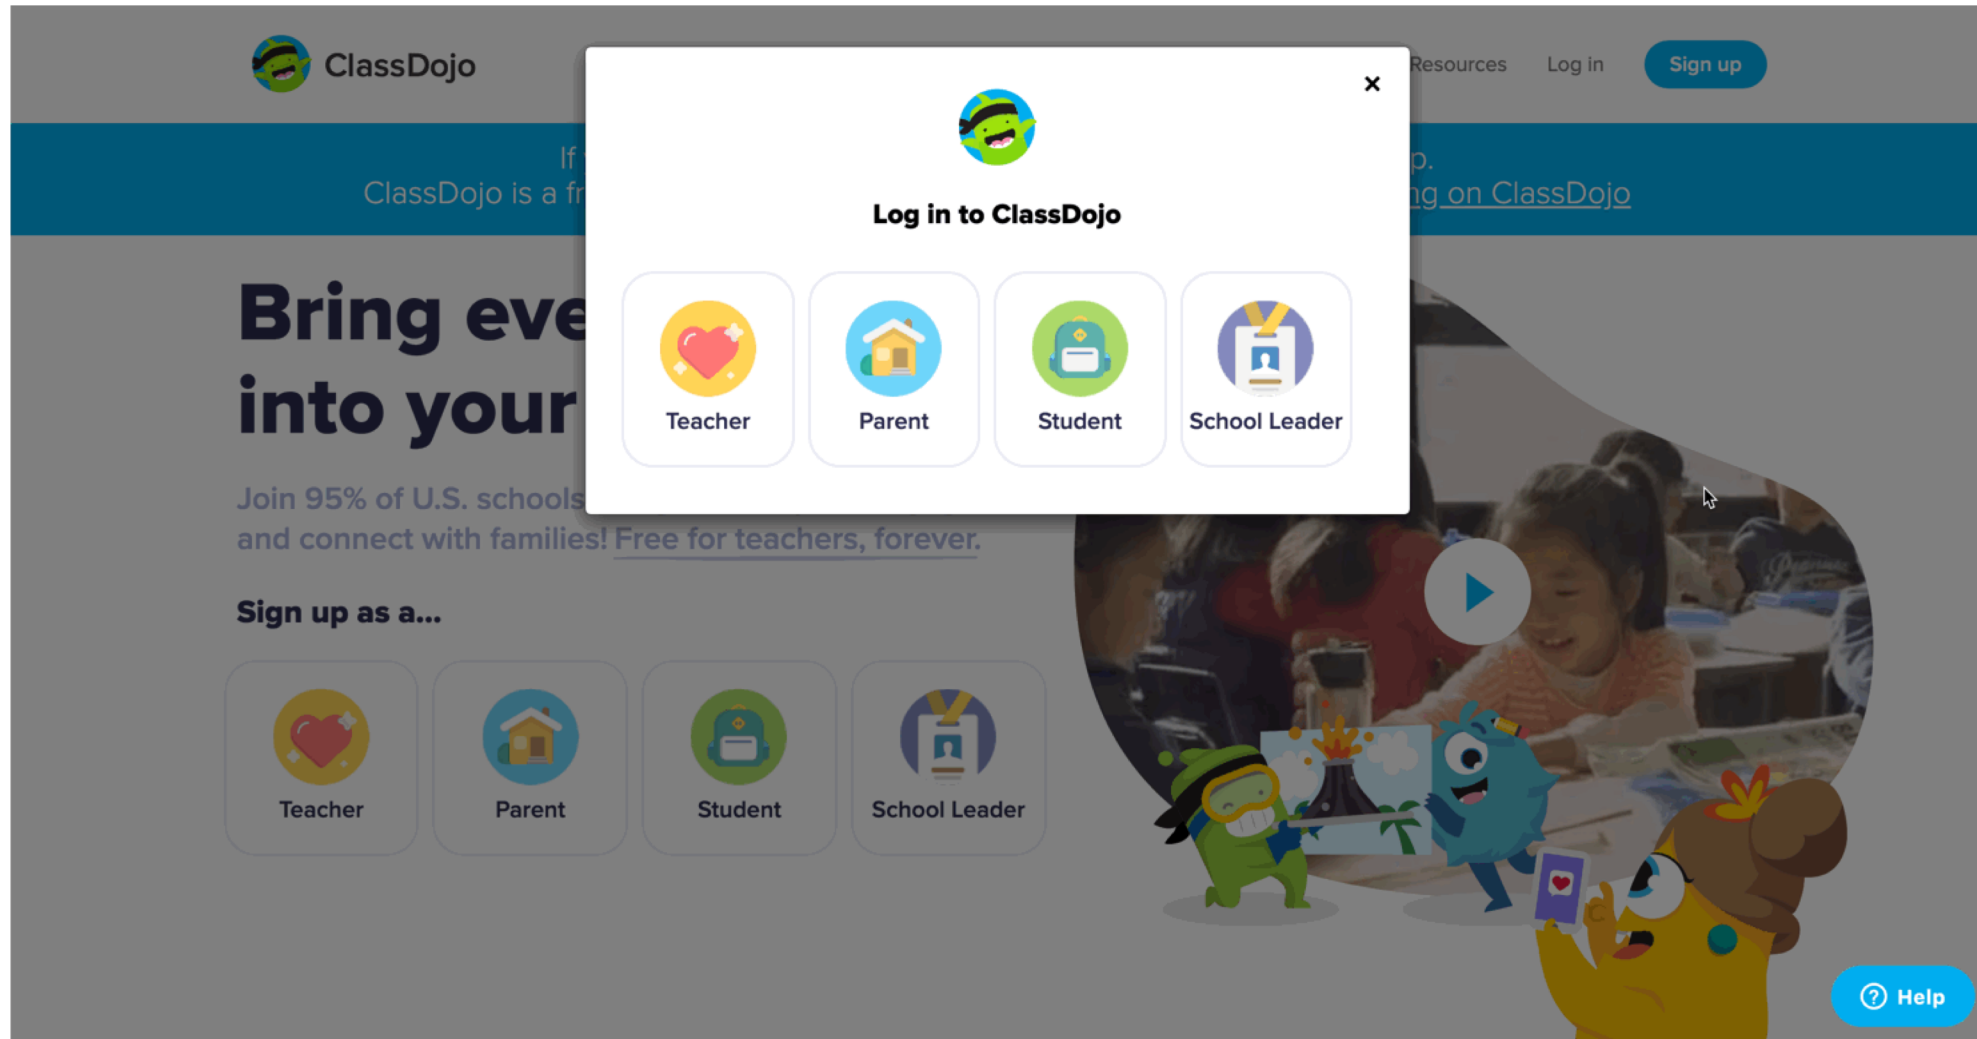 ClassDojo
Resources
Log in
Sign up
If
p.
ClassDojo is a fr
ng on ClassDojo
Log in to ClassDojo
Teacher
Parent
Student
School Leader
Bring eve
into your
Join 95% of U.S. schools
and connect with families! Free for teachers, forever.
Sign up as a...
Teacher
Parent
Student
School Leader
Help